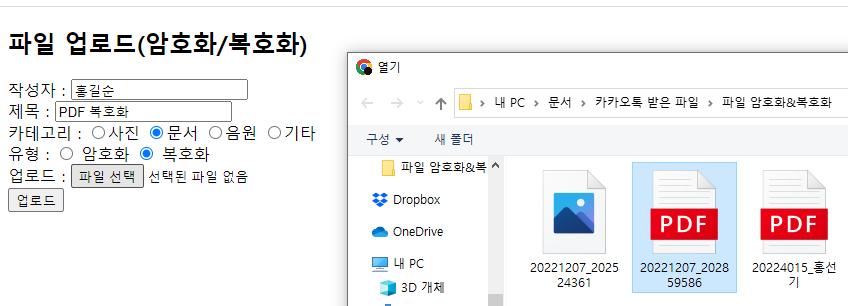 파일 업로드(암호화/복호화)
작성자 : 홍길순
제목 : PDF 복호화
카테고리 : 사진 문서 음원 기타
유형 : 암호화 복호화
업로드 : 파일 선택 선택된 파일 없음
업로드
열기
내 PC 문서 카카오톡 받은 파일 파일 암호화&복호화
구성 새 폴더
파일 암호화&복
Dropbox
OneDrive
내 PC
3D 개체
PDF
PDF
20221207_202524361
20221207_202859586
20224015_홍선기